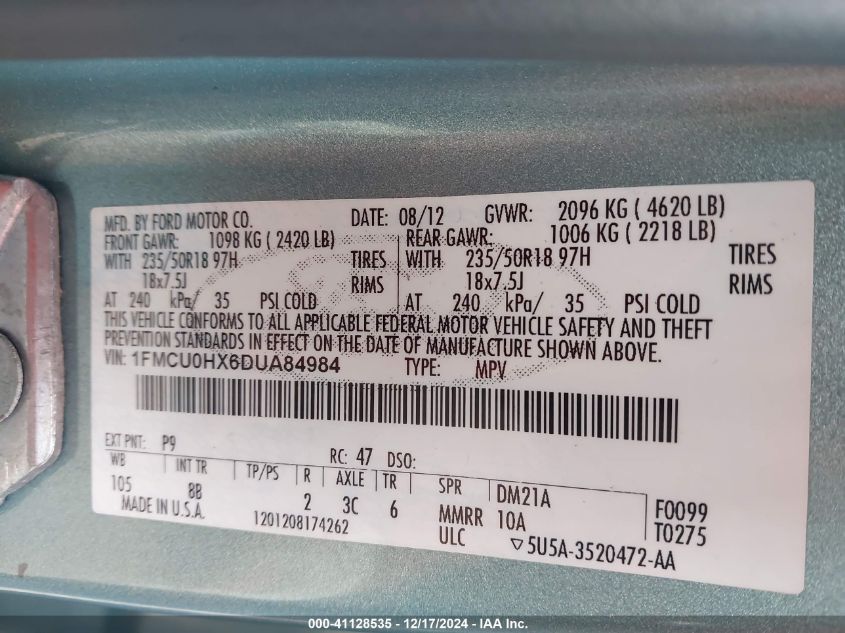 MFD. BY FORD MOTOR CO. DATE: 08/12 GVWR: 2096 KG ( 4620 LB)
FRONT GAWR: 1098 KG ( 2420 LB) REAR GAWR: 1006 KG ( 2218 LB)
WITH 235/50R18 97H TIRES WITH 235/50R18 97H TIRES
18x7.5J RIMS 18x7.5J RIMS
AT 240 kPa/ 35 PSI COLD AT 240 kPa/ 35 PSI COLD
THIS VEHICLE CONFORMS TO ALL APPLICABLE FEDERAL MOTOR VEHICLE SAFETY AND THEFT
PREVENTION STANDARDS IN EFFECT ON THE DATE OF MANUFACTURE SHOWN ABOVE.
VIN: 1FMCU0HX6DUA84984 TYPE: MPV
EXT PNT: P9 RC: 47 DSO:
WB INT TR TP/PS R AXLE TR SPR DM21A F0099
105 8B 2 3C 6 MMRR 10A T0275
MADE IN U.S.A. 1201208174262 ULC ▽5U5A-3520472-AA
000-41128535 - 12/17/2024 - IAA Inc.